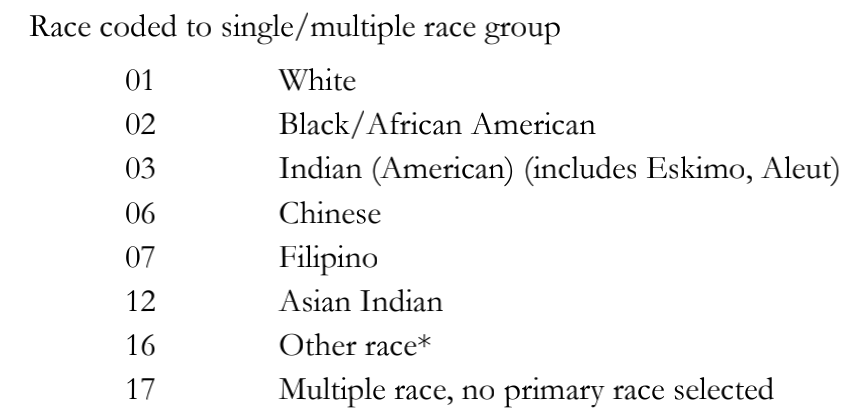 Race coded to single/multiple race group
01 White
02 Black/African American
03 Indian (American) (includes Eskimo, Aleut)
06 Chinese
07 Filipino
12 Asian Indian
16 Other race*
17 Multiple race, no primary race selected